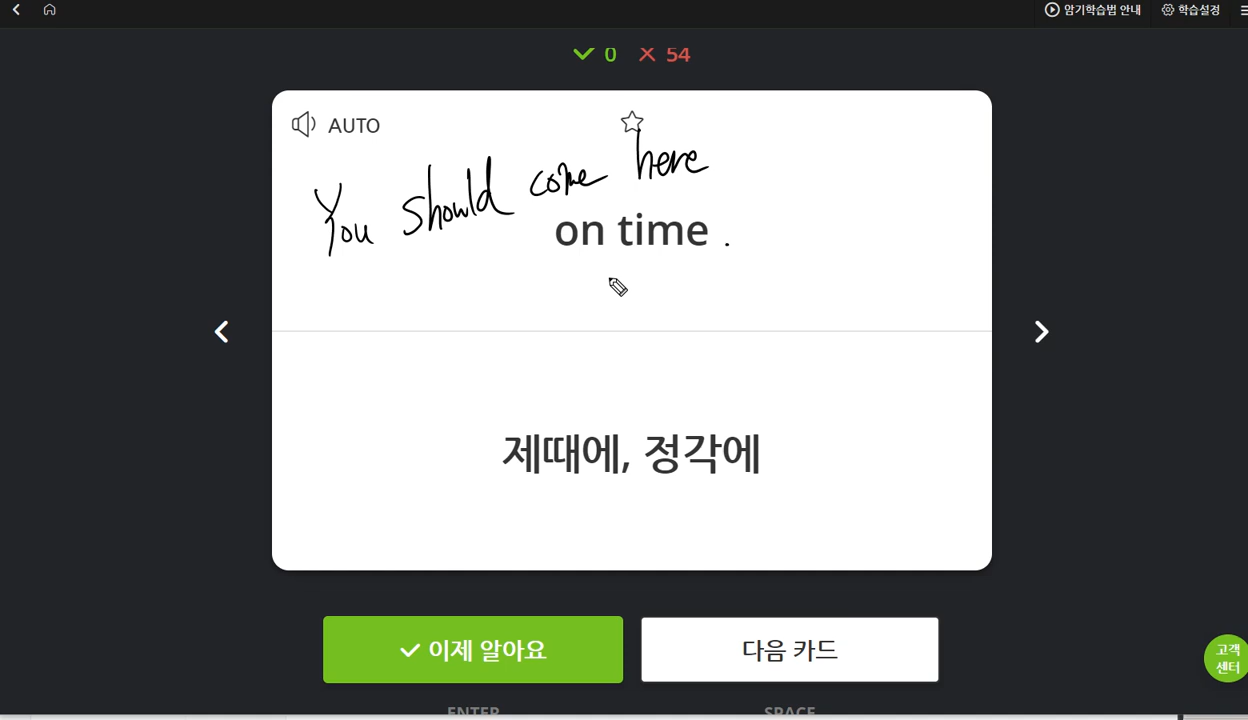 암기학습법 안내 학습설정
0 54
AUTO
You should come here
on time .
제때에, 정각에
이제 알아요 다음 카드
고객
센터
ENTER SPACE